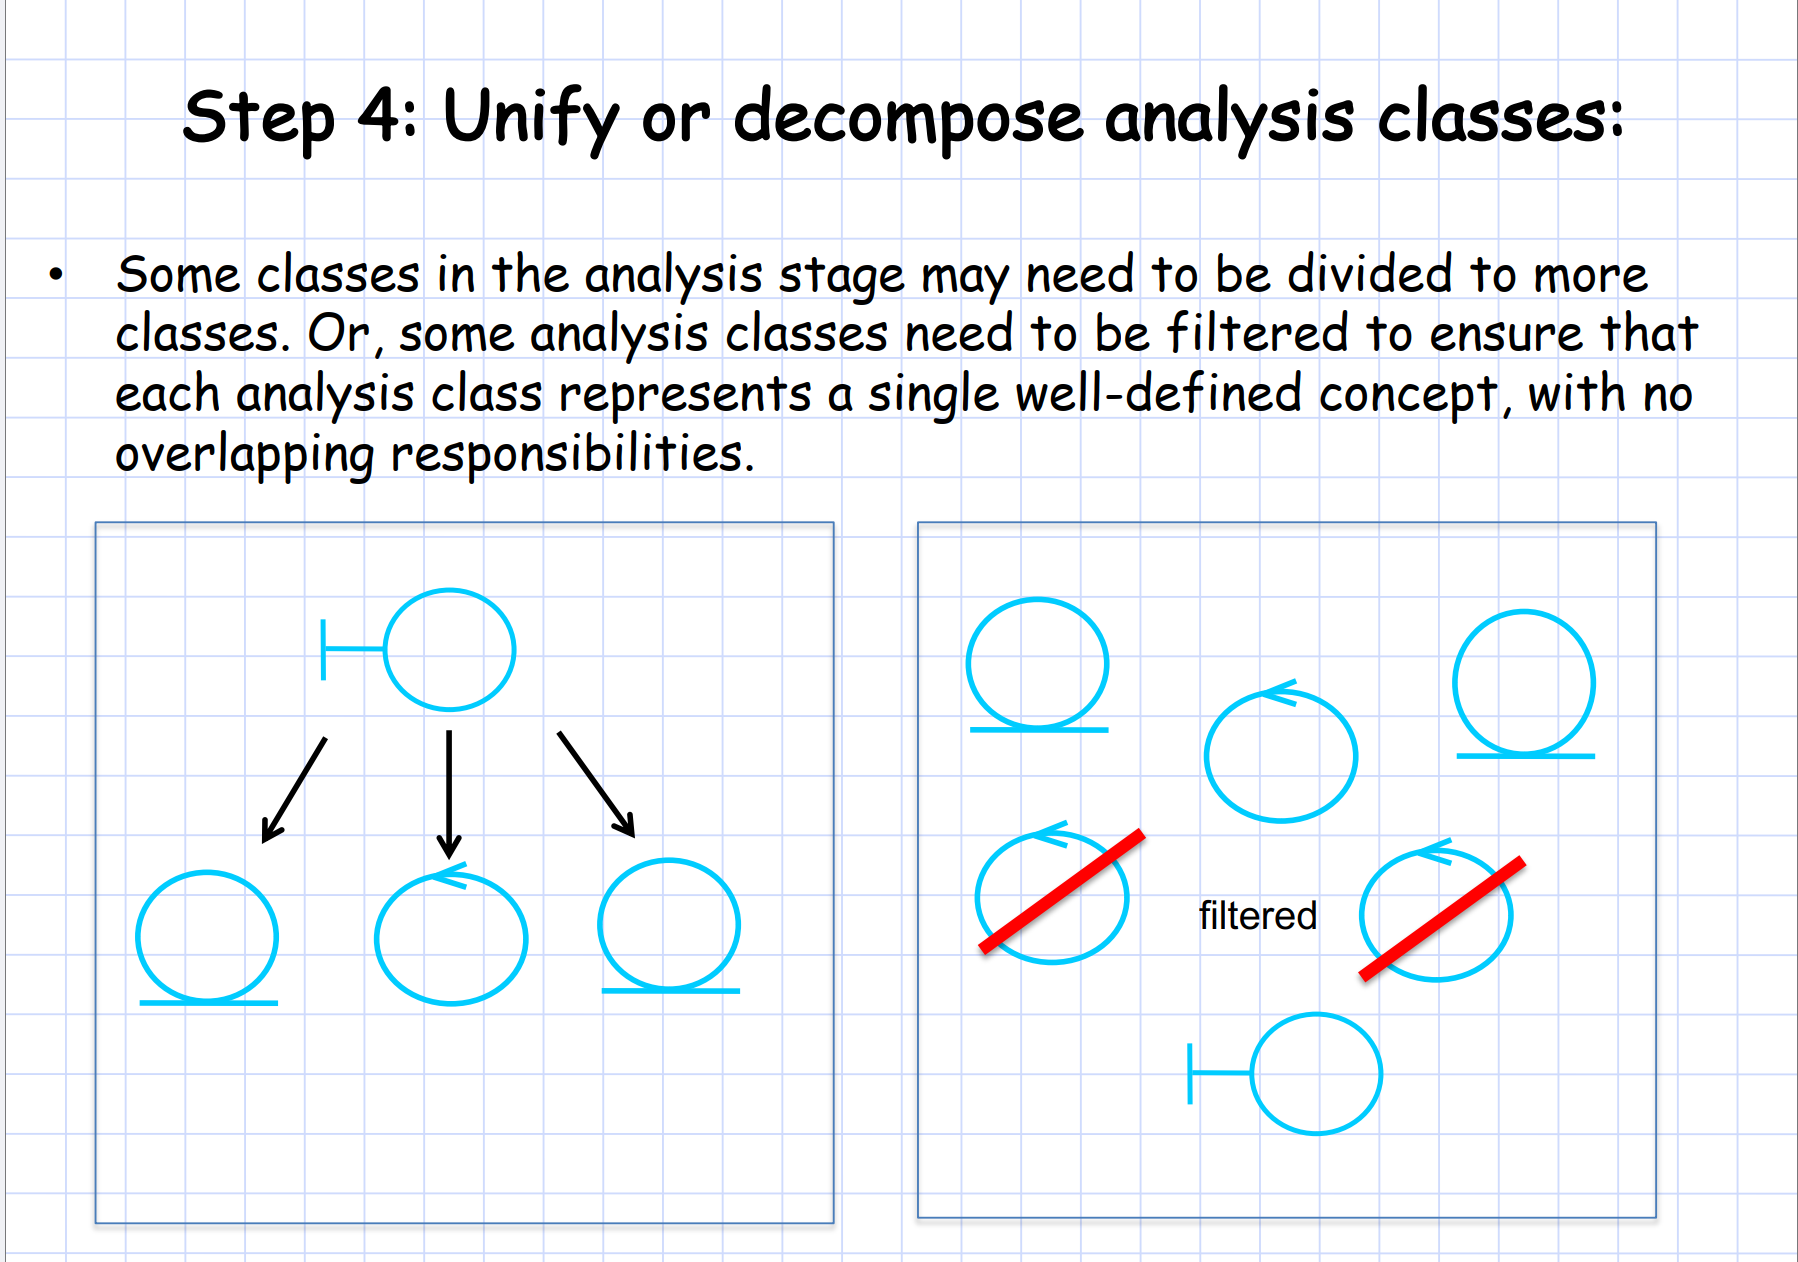 Step 4: Unify or decompose analysis classes:
• Some classes in the analysis stage may need to be divided to more
classes. Or, some analysis classes need to be filtered to ensure that
each analysis class represents a single well-defined concept, with no
overlapping responsibilities.
filtered